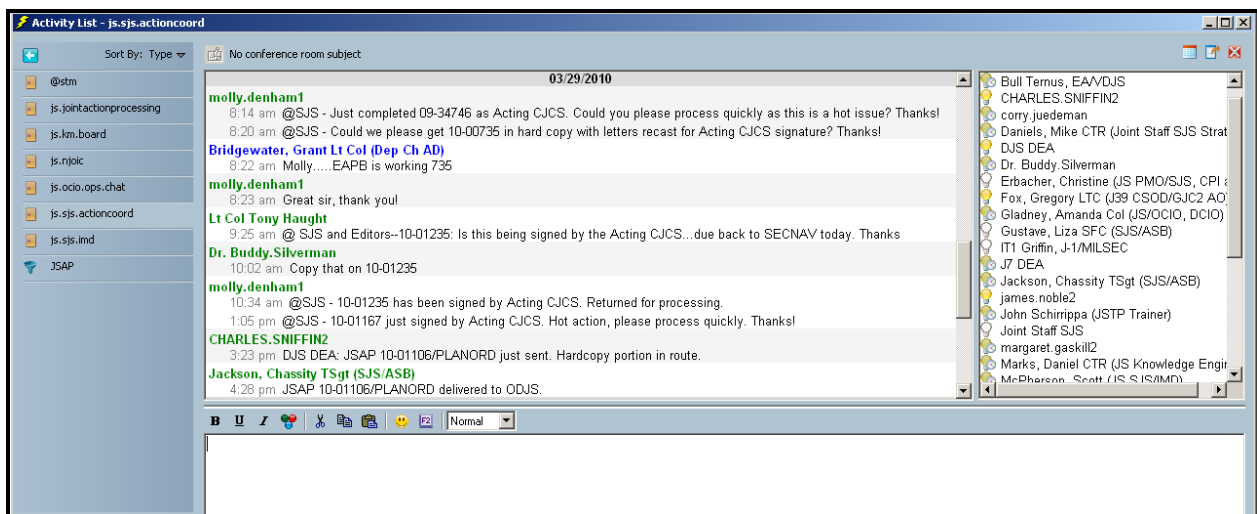 Activity List - js.sjs.actioncoord
Sort By: Type
No conference room subject
@stm
js.jointactionprocessing
js.km.board
js.njoic
js.ocio.ops.chat
js.sjs.actioncoord
js.sjs.imd
JSAP
03/29/2010
molly.denham1
8:14 am @SJS - Just completed 09-34746 as Acting CJCS. Could you please process quickly as this is a hot issue? Thanks!
8:20 am @SJS - Could we please get 10-00735 in hard copy with letters recast for Acting CJCS signature? Thanks!
Bridgewater, Grant Lt Col (Dep Ch AD)
8:22 am Molly.....EAPB is working 735
molly.denham1
8:23 am Great sir, thank you!
Lt Col Tony Haught
9:25 am @ SJS and Editors--10-01235: Is this being signed by the Acting CJCS...due back to SECNAV today. Thanks
Dr. Buddy.Silverman
10:02 am Copy that on 10-01235
molly.denham1
10:34 am @SJS - 10-01235 has been signed by Acting CJCS. Returned for processing.
1:05 pm @SJS - 10-01167 just signed by Acting CJCS. Hot action, please process quickly. Thanks!
CHARLES.SNIFFIN2
3:23 pm DJS DEA: JSAP 10-01106/PLANORD just sent. Hardcopy portion in route.
Jackson, Chassity TSgt (SJS/ASB)
4:28 pm JSAP 10-01106/PLANORD delivered to ODJS.
Bull Ternus, EA/VDJS
CHARLES.SNIFFIN2
corry.juedeman
Daniels, Mike CTR (Joint Staff SJS Strat
DJS DEA
Dr. Buddy.Silverman
Erbacher, Christine (JS PMO/SJS, CPI a
Fox, Gregory LTC (J39 CSOD/GJC2 AO)
Gladney, Amanda Col (JS/OCIO, DCIO)
Gustave, Liza SFC (SJS/ASB)
IT1 Griffin, J-1/MILSEC
J7 DEA
Jackson, Chassity TSgt (SJS/ASB)
james.noble2
John Schirripa (JSTP Trainer)
Joint Staff SJS
margaret.gaskill2
Marks, Daniel CTR (JS Knowledge Engir
McPherson, Scott (JS SJS/IMD)
B U I F2 Normal